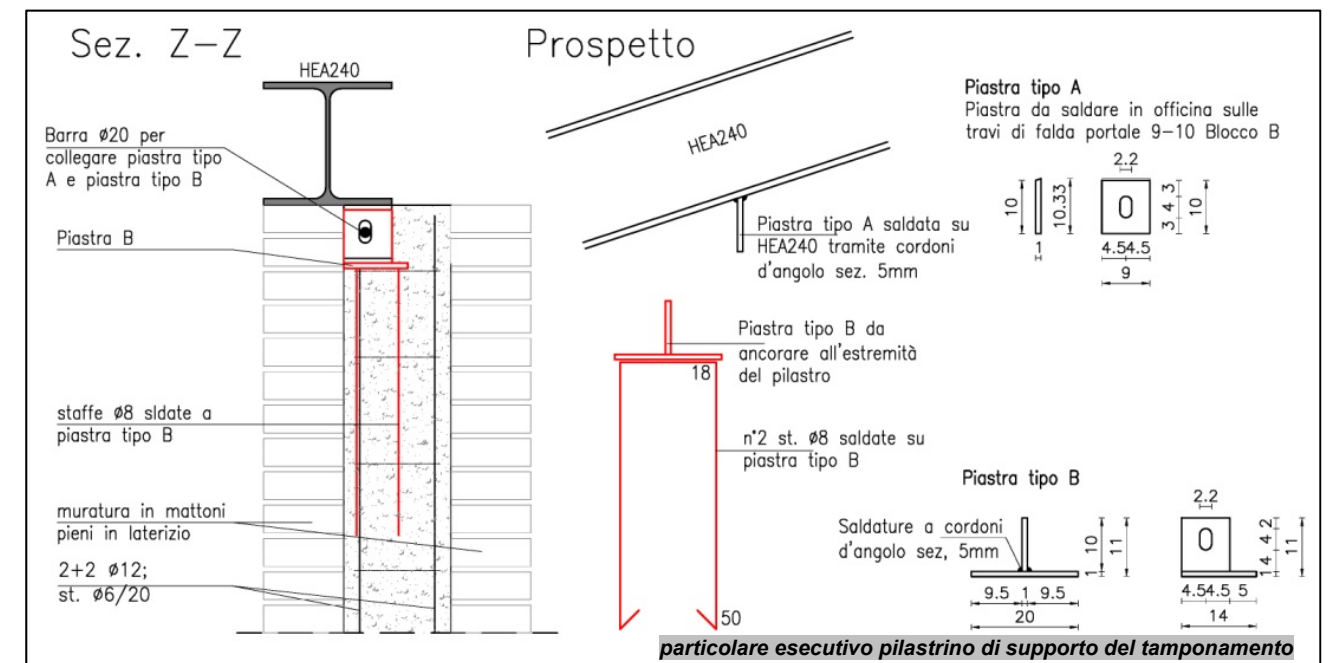 Sez. Z-Z
HEA240
Barra ø20 per
collegare piastra tipo
A e piastra tipo B
Piastra B
staffe ø8 sldate a
piastra tipo B
muratura in mattoni
pieni in laterizio
2+2 ø12;
st. ø6/20
Prospetto
HEA240
Piastra tipo A saldata su
HEA240 tramite cordoni
d'angolo sez. 5mm
Piastra tipo B da
ancorare all'estremità
del pilastro
18
n°2 st. ø8 saldate su
piastra tipo B
50
Piastra tipo A
Piastra da saldare in officina sulle
travi di falda portale 9-10 Blocco B
10
10.33
1
2.2
3 4 3
10
4.54.5
9
Piastra tipo B
Saldature a cordoni
d'angolo sez, 5mm
1 10
11
9.5 1 9.5
20
2.2
1 4 4 2
11
4.54.5 5
14
particolare esecutivo pilastrino di supporto del tamponamento